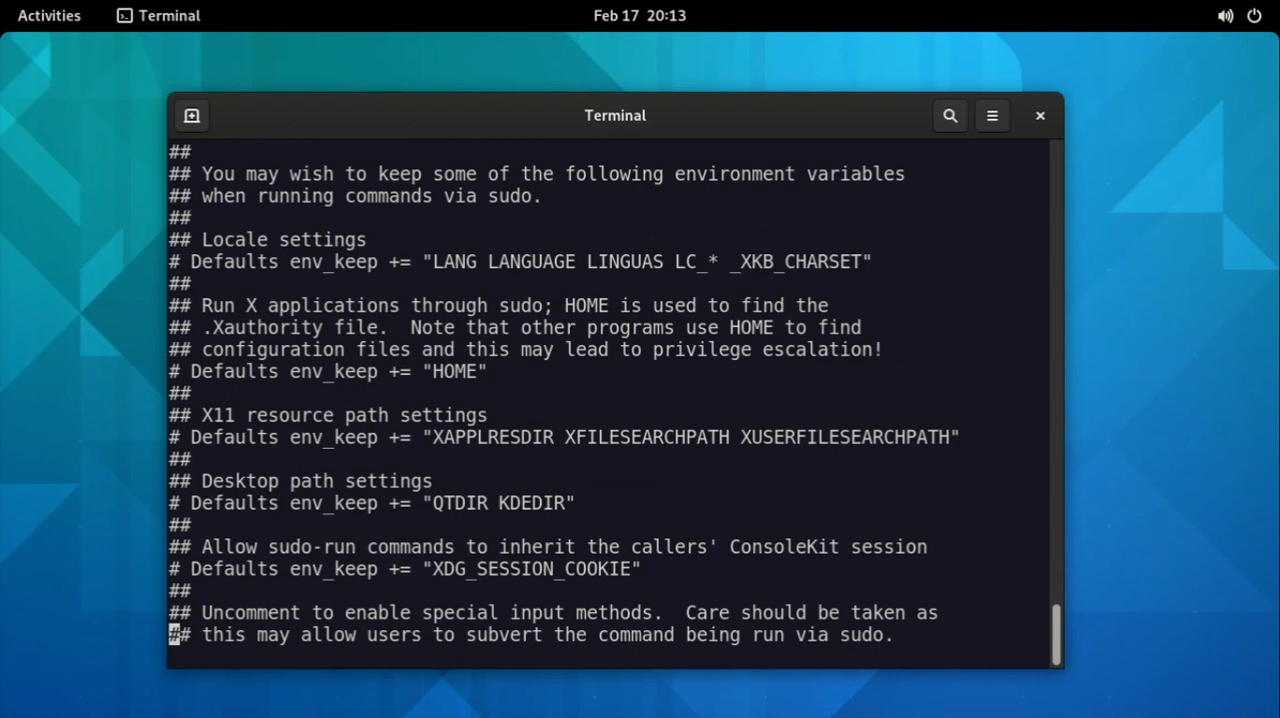 Activities
Terminal
Feb 17 20:13
Terminal
##
## You may wish to keep some of the following environment variables
## when running commands via sudo.
##
## Locale settings
# Defaults env_keep += "LANG LANGUAGE LINGUAS LC_* _XKB_CHARSET"
##
## Run X applications through sudo; HOME is used to find the
## .Xauthority file.  Note that other programs use HOME to find
## configuration files and this may lead to privilege escalation!
# Defaults env_keep += "HOME"
##
## X11 resource path settings
# Defaults env_keep += "XAPPLRESDIR XFILESEARCHPATH XUSERFILESEARCHPATH"
##
## Desktop path settings
# Defaults env_keep += "QTDIR KDEDIR"
##
## Allow sudo-run commands to inherit the callers' ConsoleKit session
# Defaults env_keep += "XDG_SESSION_COOKIE"
##
## Uncomment to enable special input methods.  Care should be taken as
## this may allow users to subvert the command being run via sudo.